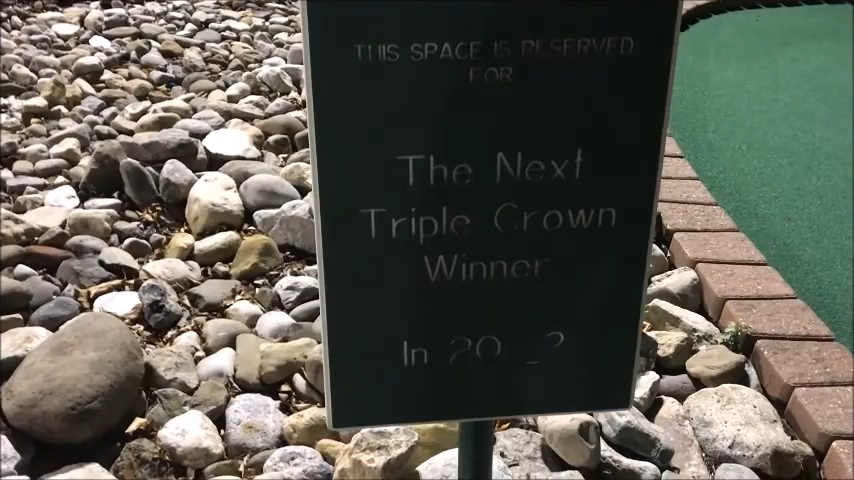 THIS SPACE IS RESERVED
FOR
The Next
Triple Crown
Winner
In 20 _ ?